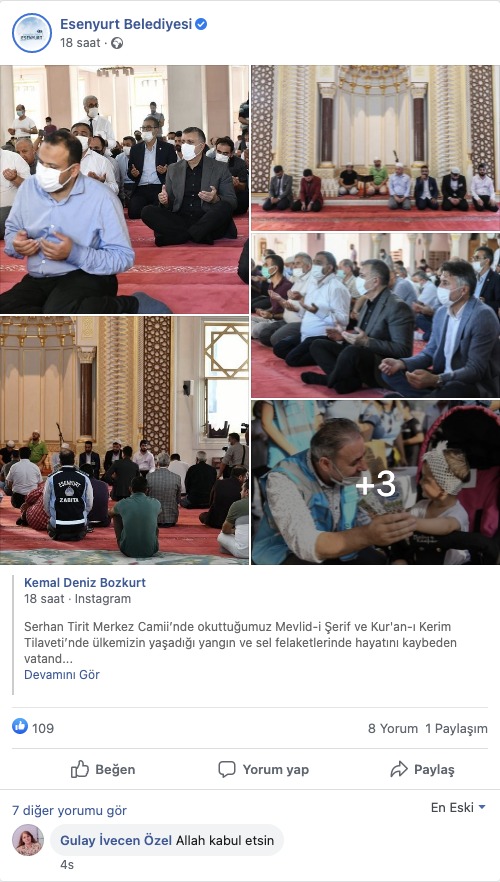 Esenyurt Belediyesi
18 saat ·
ESENYURT
ZABITA
+3
Kemal Deniz Bozkurt
18 saat · Instagram
Serhan Tirit Merkez Camii’nde okuttuğumuz Mevlid-i Şerif ve Kur'an-ı Kerim
Tilaveti’nde ülkemizin yaşadığı yangın ve sel felaketlerinde hayatını kaybeden
vatand...
Devamını Gör
109
8 Yorum 1 Paylaşım
Beğen
Yorum yap
Paylaş
7 diğer yorumu gör
En Eski
Gulay İvecen Özel Allah kabul etsin
4s